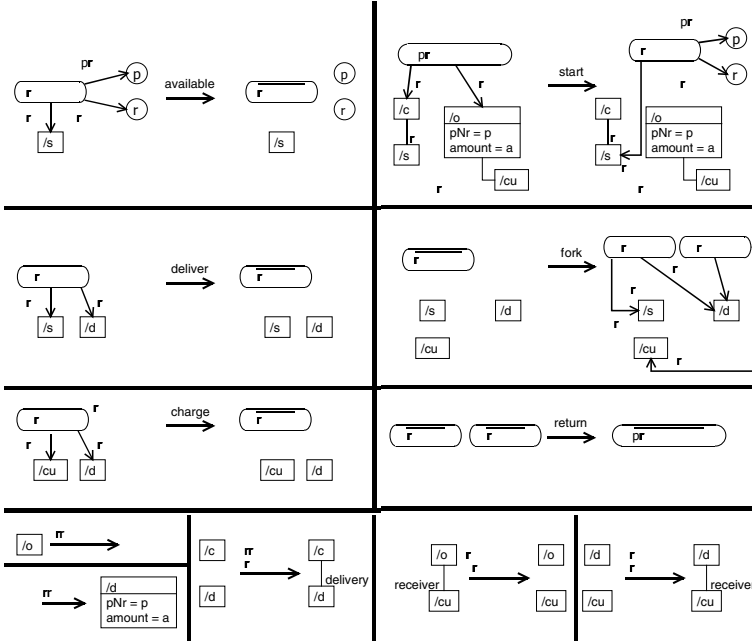 pr
p
r
available
r
r
r
/s
r
p
r
/s
pr
r
r
/c
/o
pNr = p
amount = a
r
/s
/cu
r
start
pr
p
r
r
r
/c
/o
pNr = p
amount = a
r
/s
r
/cu
r
r
r
r
/s
/d
deliver
r
/s
/d
r
/s
/d
/cu
fork
r
r
r
r
/s
/d
r
/cu
r
r
r
r
r
/cu
/d
charge
r
/cu
/d
r
r
return
pr
/o
rr
rr
/d
pNr = p
amount = a
/c
/d
rr
r
/c
delivery
/d
/o
receiver
/cu
r
r
/o
/cu
/d
/cu
r
r
/d
receiver
/cu